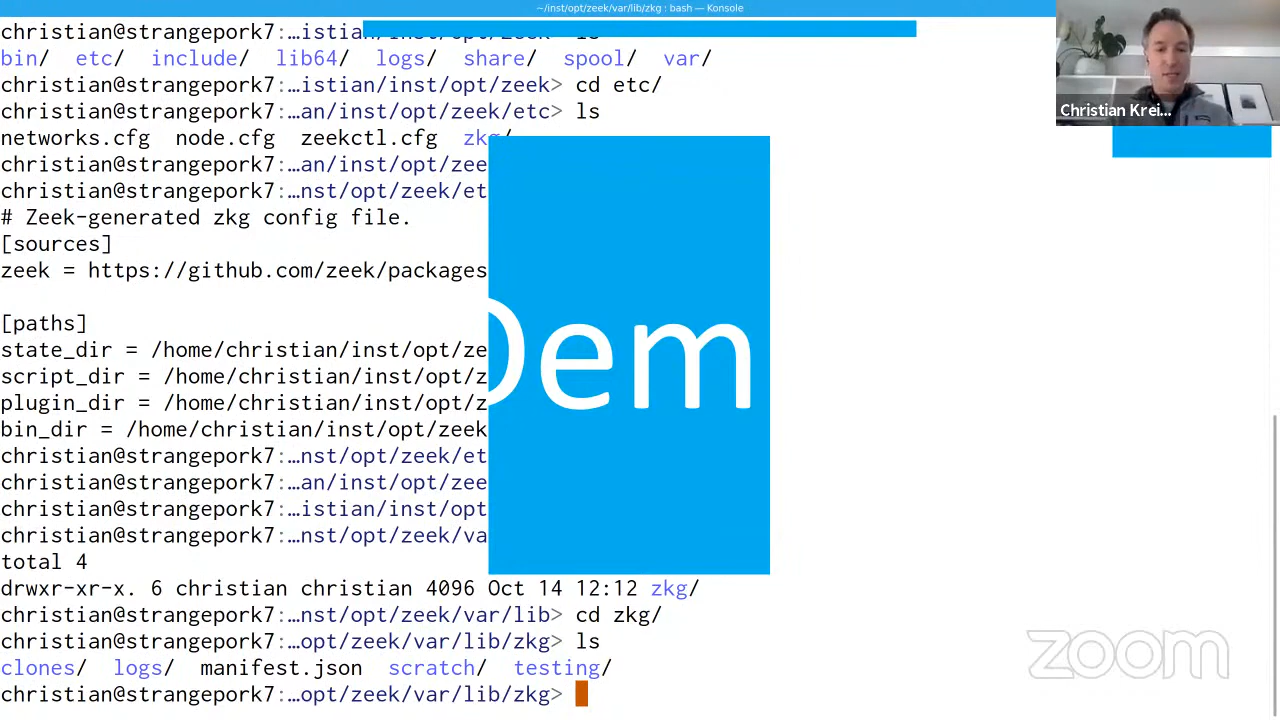 ~/inst/opt/zeek/var/lib/zkg : bash — Konsole
christian@strangepork7:…istia
bin/ etc/ include/ lib64/ logs/ share/ spool/ var/
christian@strangepork7:…istian/inst/opt/zeek> cd etc/
christian@strangepork7:…an/inst/opt/zeek/etc> ls
networks.cfg node.cfg zeekctl.cfg zkg/
christian@strangepork7:…an/inst/opt/zee
christian@strangepork7:…nst/opt/zeek/et
# Zeek-generated zkg config file.
[sources]
zeek = https://github.com/zeek/packages
[paths]
state_dir = /home/christian/inst/opt/ze
script_dir = /home/christian/inst/opt/z
plugin_dir = /home/christian/inst/opt/z
bin_dir = /home/christian/inst/opt/zeek
christian@strangepork7:…nst/opt/zeek/et
christian@strangepork7:…an/inst/opt/zee
christian@strangepork7:…istian/inst/opt
christian@strangepork7:…nst/opt/zeek/va
total 4
drwxr-xr-x. 6 christian christian 4096 Oct 14 12:12 zkg/
christian@strangepork7:…nst/opt/zeek/var/lib> cd zkg/
christian@strangepork7:…opt/zeek/var/lib/zkg> ls
clones/ logs/ manifest.json scratch/ testing/
christian@strangepork7:…opt/zeek/var/lib/zkg>
Dem
Christian Krei...
zoom